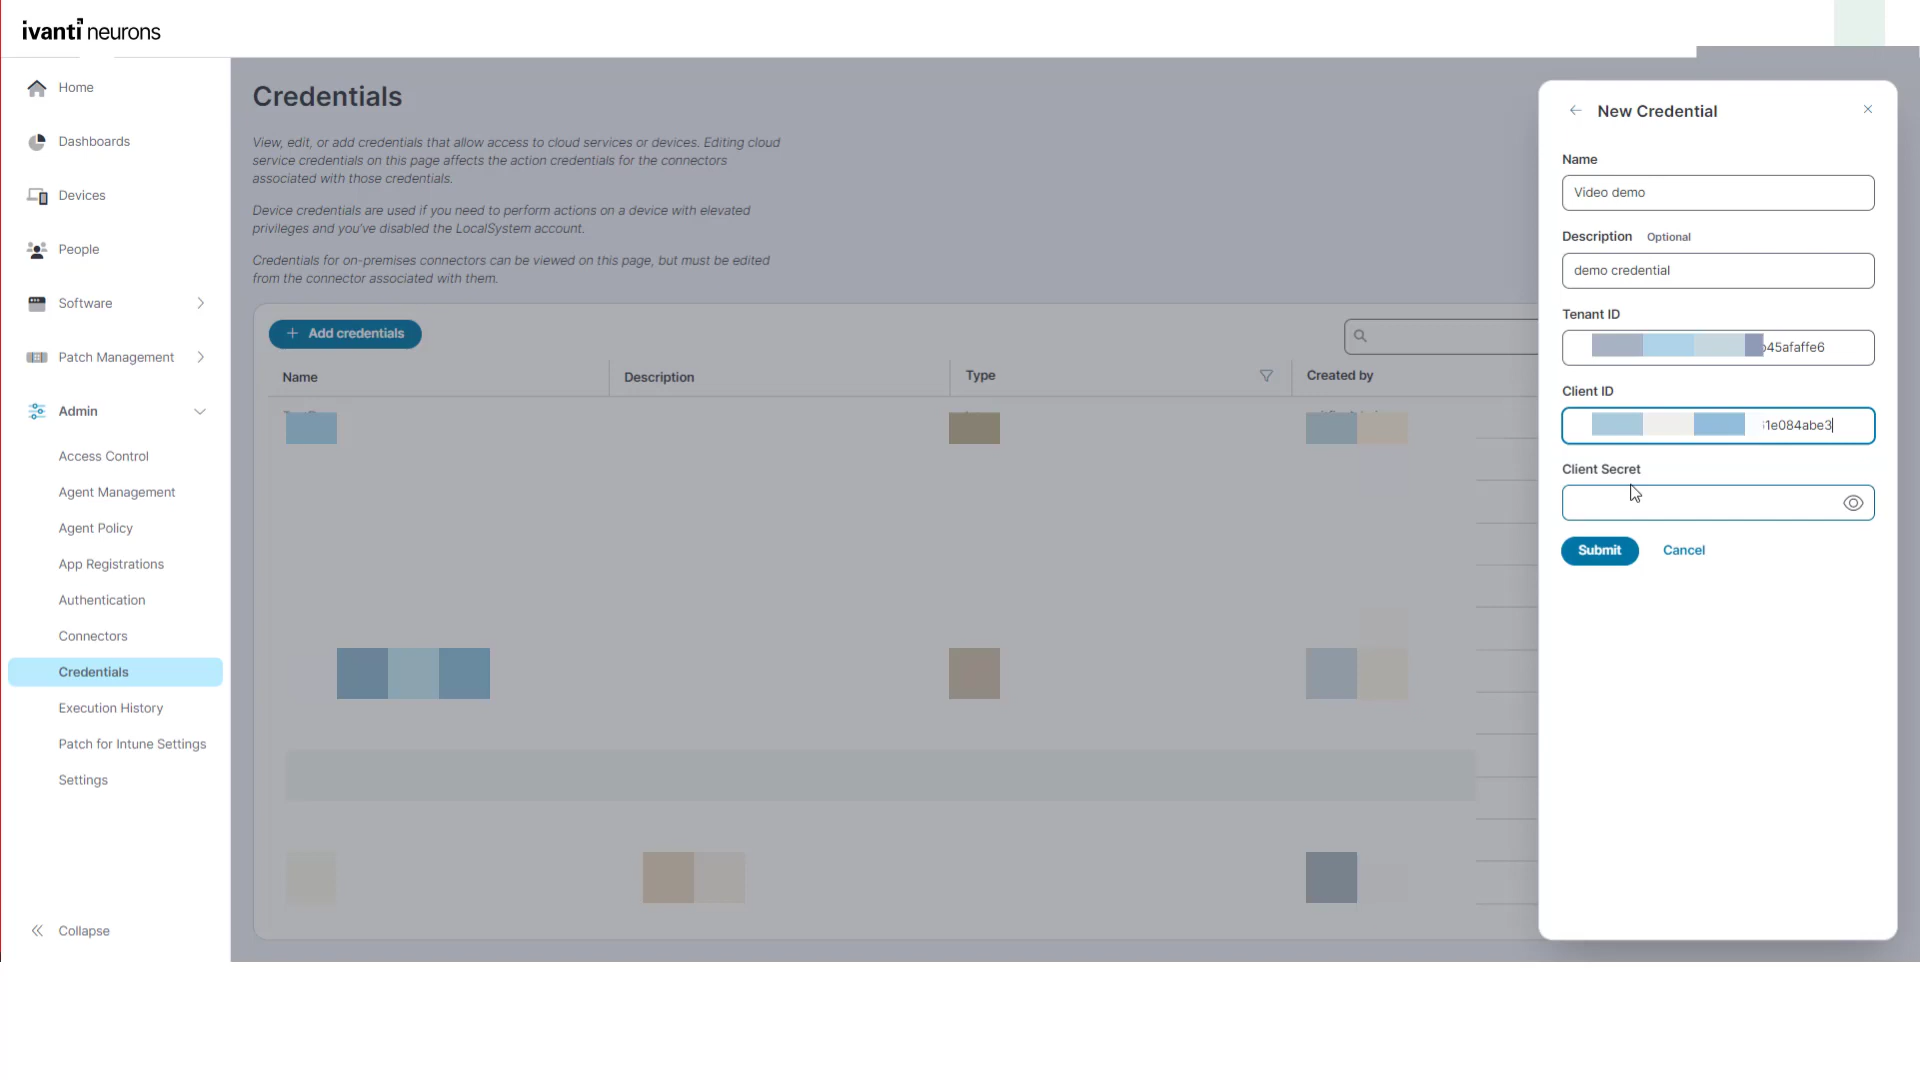 ivanti neurons
Home
Dashboards
Devices
People
Software
Patch Management
Admin
Access Control
Agent Management
Agent Policy
App Registrations
Authentication
Connectors
Credentials
Execution History
Patch for Intune Settings
Settings
Collapse
Credentials
View, edit, or add credentials that allow access to cloud services or devices. Editing cloud
service credentials on this page affects the action credentials for the connectors
associated with those credentials.
Device credentials are used if you need to perform actions on a device with elevated
privileges and you've disabled the LocalSystem account.
Credentials for on-premises connectors can be viewed on this page, but must be edited
from the connector associated with them.
Add credentials
Name Description Type Created by
New Credential
Name
Video demo
Description Optional
demo credential
Tenant ID
45afaffe6
Client ID
1e084abe3
Client Secret
Submit Cancel